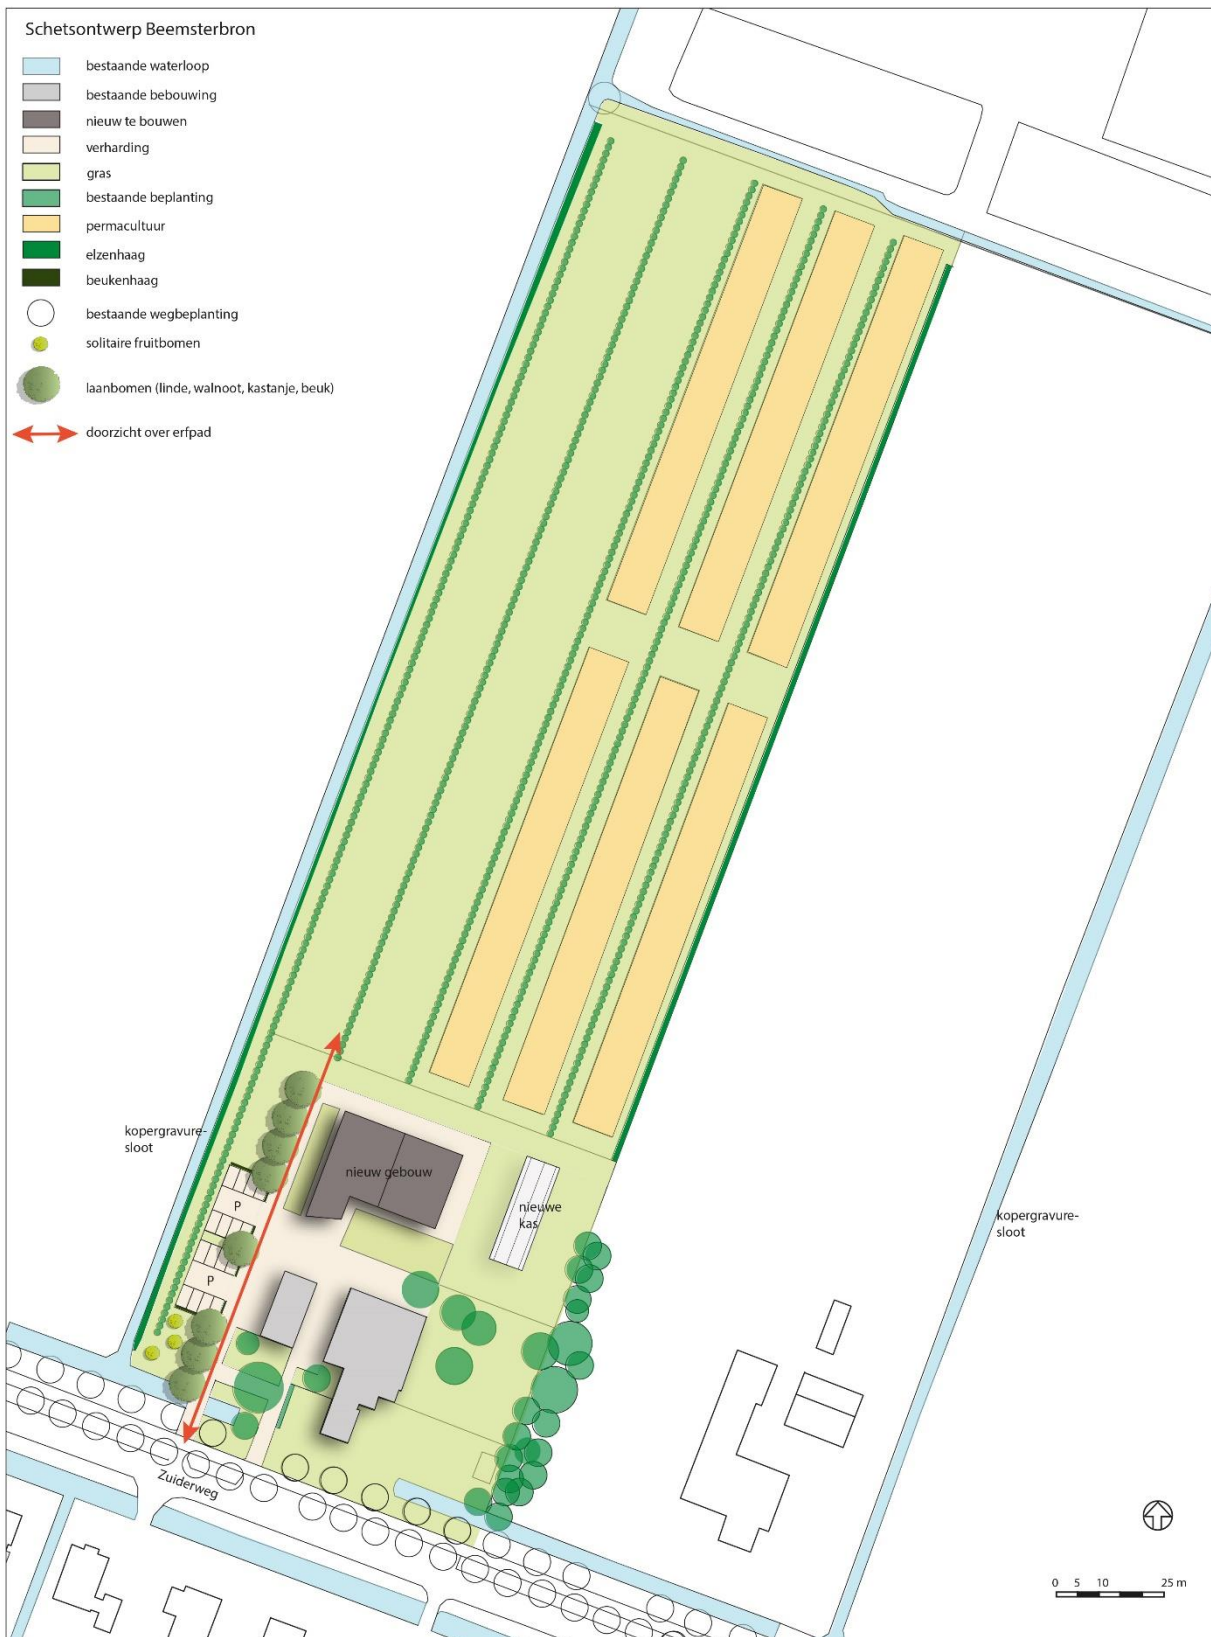 Schetsontwerp Beemsterbron
bestaande waterloop
bestaande bebouwing
nieuw te bouwen
verharding
gras
bestaande beplanting
permacultuur
elzenhaag
beukenhaag
bestaande wegbeplanting
solitaire fruitbomen
laanbomen (linde, walnoot, kastanje, beuk)
doorzicht over erfpad
kopergravure-
sloot
nieuw gebouw
P
nieuwe
kas
kopergravure-
sloot
P
Zuiderweg
0 5 10 25 m